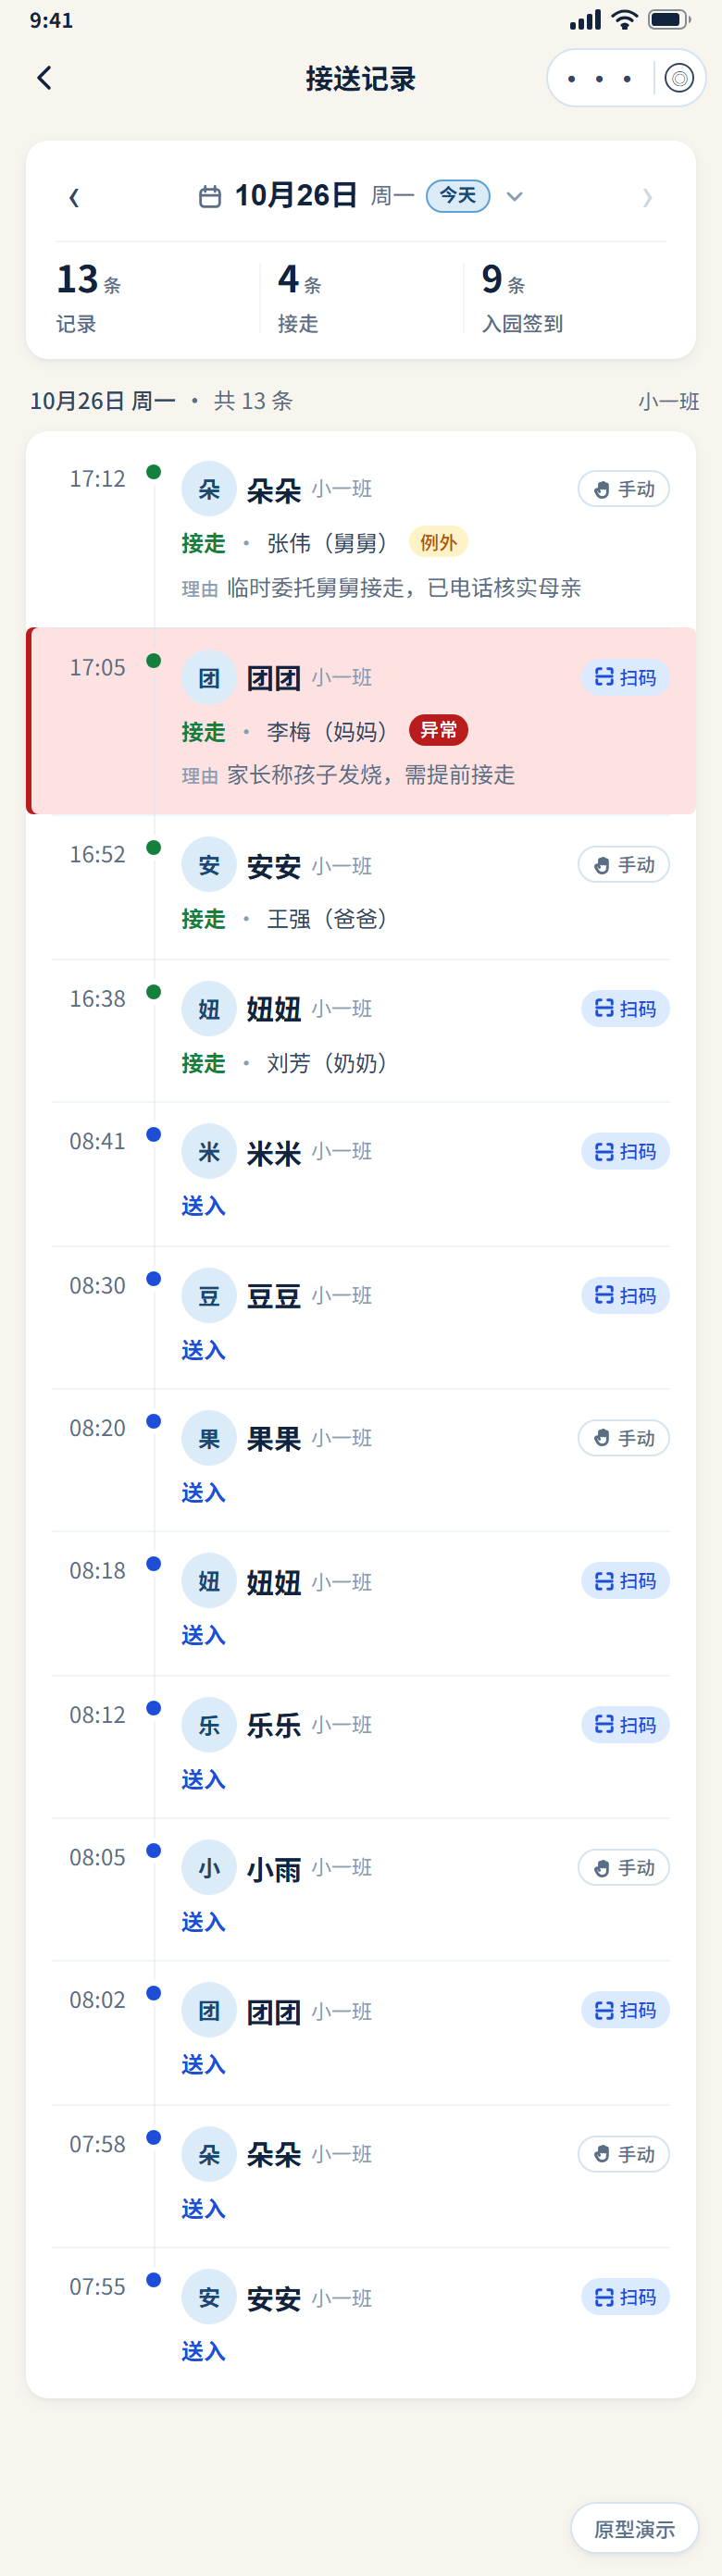 9:41
接送记录
10月26日 周一 今天
13 条 4 条 9 条
记录 接走 入园签到
10月26日 周一 · 共 13 条 小一班
17:12 朵 朵朵 小一班 手动
接走 · 张伟（舅舅） 例外
理由 临时委托舅舅接走，已电话核实母亲
17:05 团 团团 小一班 扫码
接走 · 李梅（妈妈） 异常
理由 家长称孩子发烧，需提前接走
16:52 安 安安 小一班 手动
接走 · 王强（爸爸）
16:38 妞 妞妞 小一班 扫码
接走 · 刘芳（奶奶）
08:41 米 米米 小一班 扫码
送入
08:30 豆 豆豆 小一班 扫码
送入
08:20 果 果果 小一班 手动
送入
08:18 妞 妞妞 小一班 扫码
送入
08:12 乐 乐乐 小一班 扫码
送入
08:05 小 小雨 小一班 手动
送入
08:02 团 团团 小一班 扫码
送入
07:58 朵 朵朵 小一班 手动
送入
07:55 安 安安 小一班 扫码
送入
原型演示